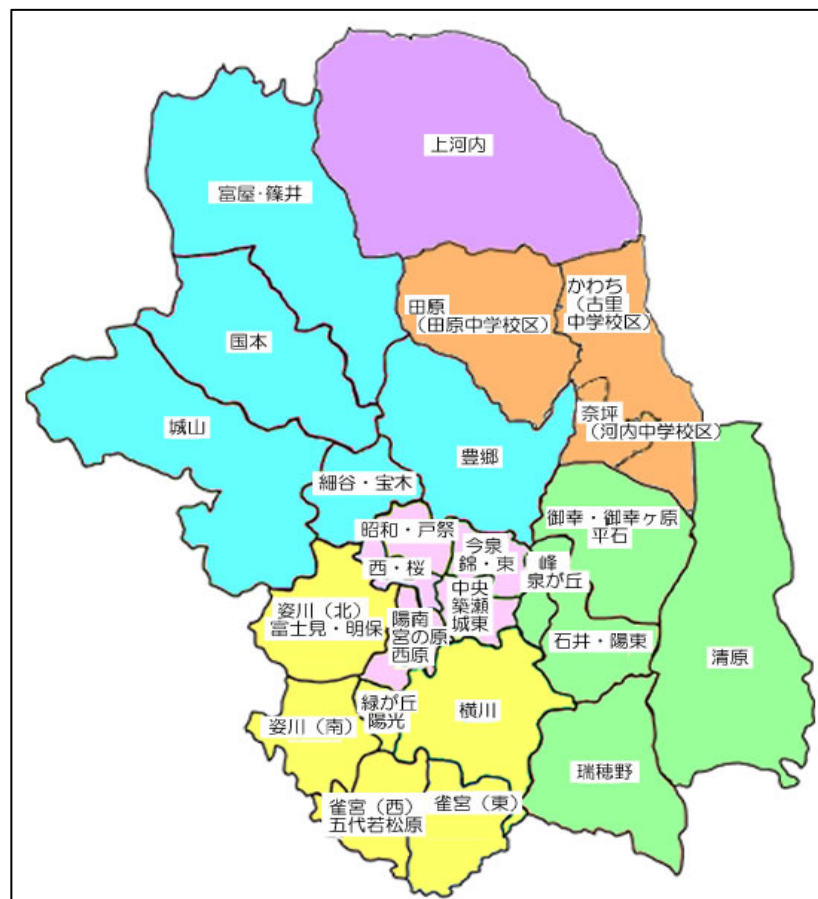 上河内
富屋・篠井
田原
（田原中学校区）
かわち
（古里
中学校区）
国本
奈坪
（河内中学校区）
城山
豊郷
細谷・宝木
御幸・御幸ヶ原
平石
昭和・戸祭
今泉
錦・東
峰
泉が丘
西・桜
中央
簗瀬
城東
姿川（北）
富士見・明保
陽南
宮の原
西原
石井・陽東
清原
緑が丘
陽光
横川
姿川（南）
瑞穂野
雀宮（西）
五代若松原
雀宮（東）